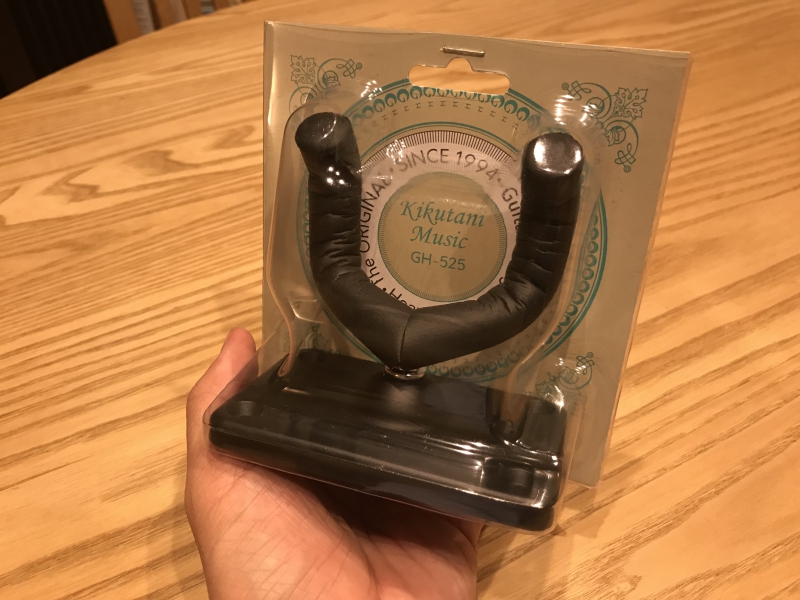 The ORIGINAL. SINCE 1994.
Kikutani
Music
GH-525